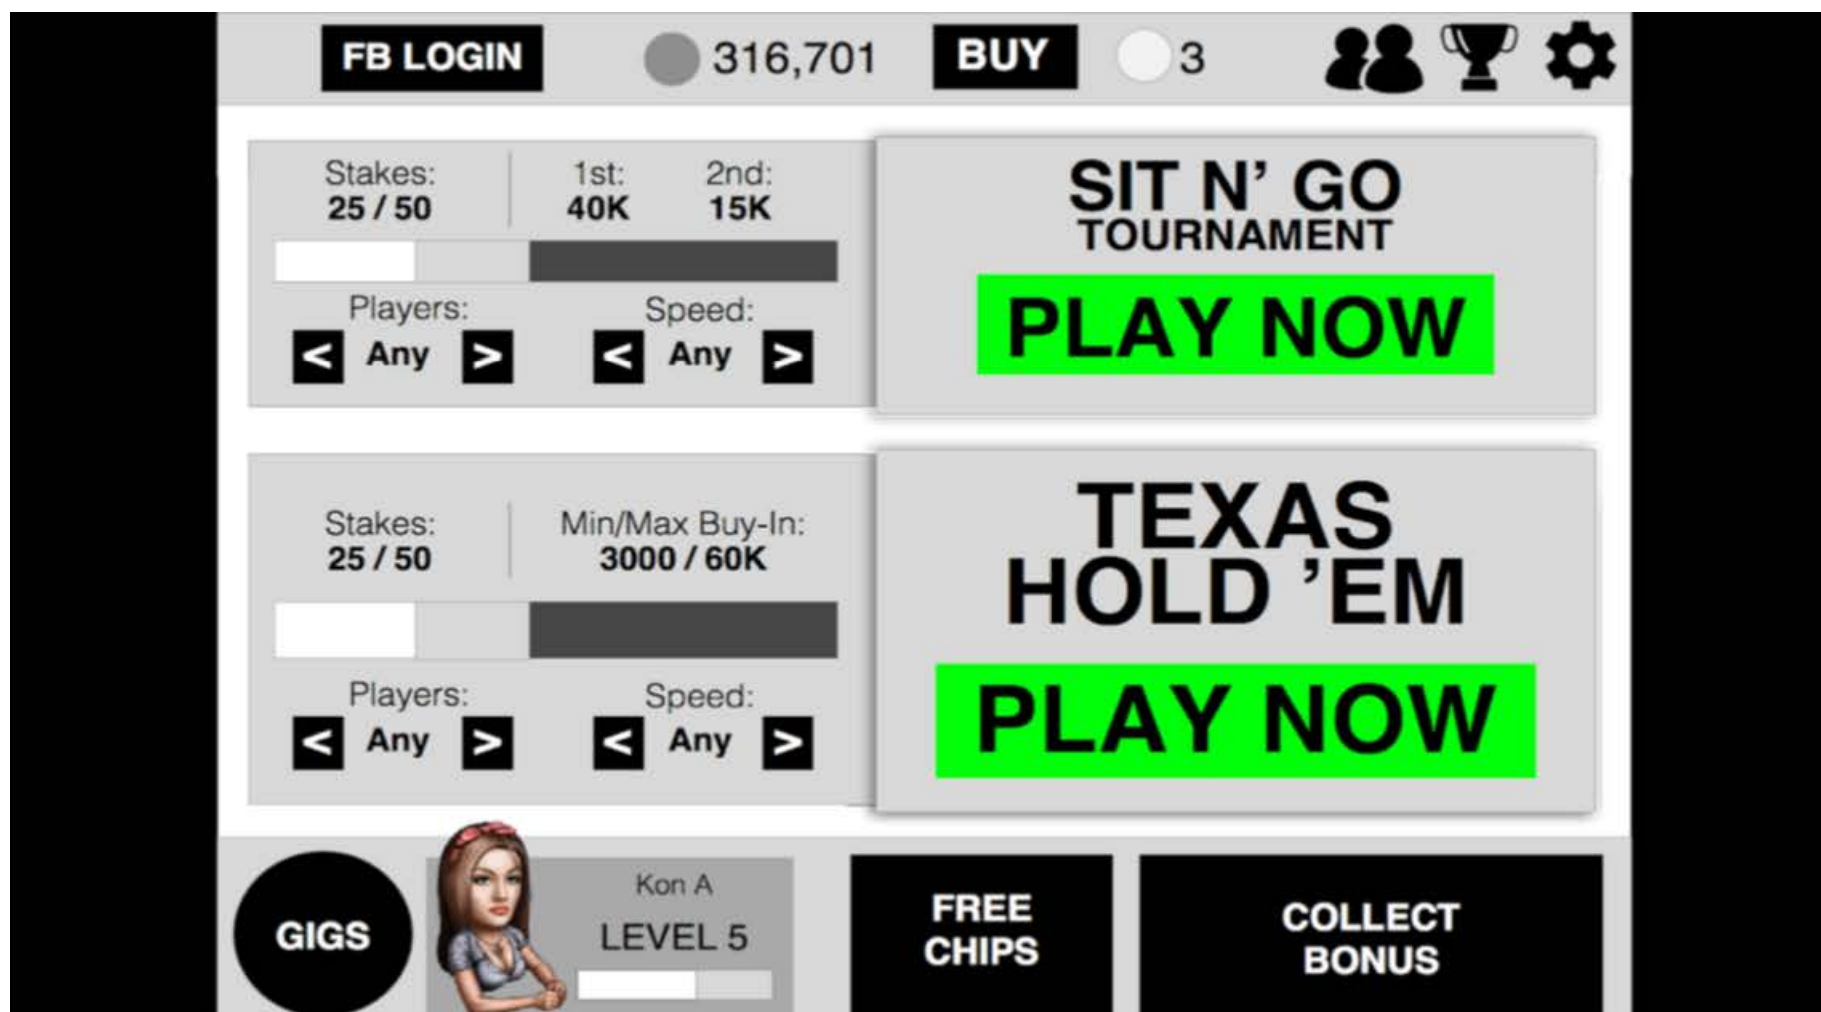 FB LOGIN 316,701 BUY 3
Stakes: 1st: 2nd:
25 / 50 40K 15K
Players: Speed:
< Any > < Any >
SIT N’ GO
TOURNAMENT
PLAY NOW
Stakes: Min/Max Buy-In:
25 / 50 3000 / 60K
Players: Speed:
< Any > < Any >
TEXAS
HOLD ’EM
PLAY NOW
GIGS
Kon A
LEVEL 5
FREE
CHIPS
COLLECT
BONUS